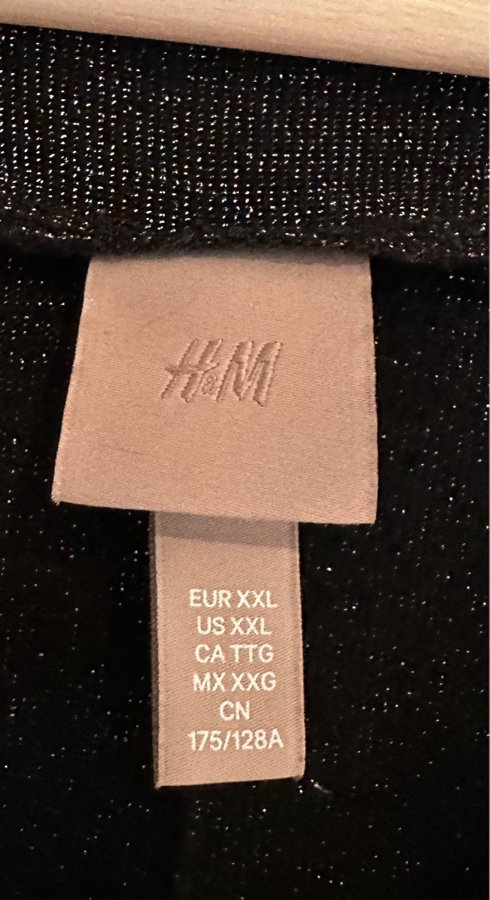 H&M
EUR XXL
US XXL
CA TTG
MX XXG
CN
175/128A